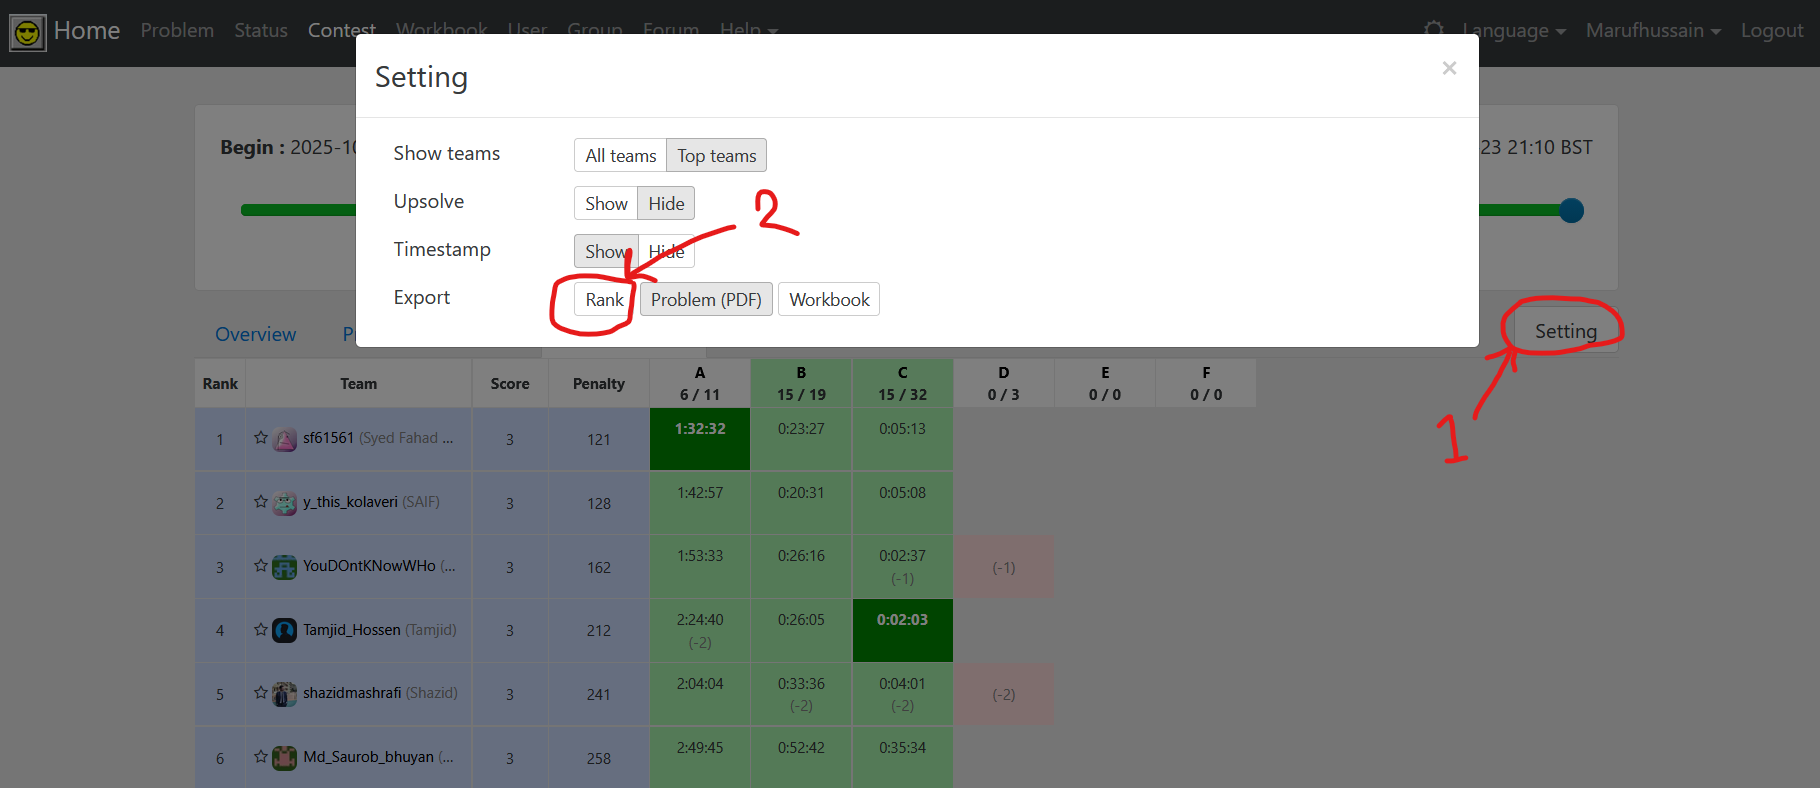 Home Problem Status Contest Workbook User Group Forum Help Language Marufhussain Logout
Setting ×
Begin : 2025-10 23 21:10 BST
Show teams All teams Top teams
Upsolve Show Hide
2
Timestamp Show Hide
Export Rank Problem (PDF) Workbook
Overview Setting
1
Rank Team Score Penalty A B C D E F
6 / 11 15 / 19 15 / 32 0 / 3 0 / 0 0 / 0
1 sf61561 (Syed Fahad ... 3 121 1:32:32 0:23:27 0:05:13
2 y_this_kolaveri (SAIF) 3 128 1:42:57 0:20:31 0:05:08
3 YouDOntKNowWHo (... 3 162 1:53:33 0:26:16 0:02:37
(-1) (-1)
4 Tamjid_Hossen (Tamjid) 3 212 2:24:40 0:26:05 0:02:03
(-2)
5 shazidmashrafi (Shazid) 3 241 2:04:04 0:33:36 0:04:01
(-2) (-2) (-2)
6 Md_Saurob_bhuyan (... 3 258 2:49:45 0:52:42 0:35:34